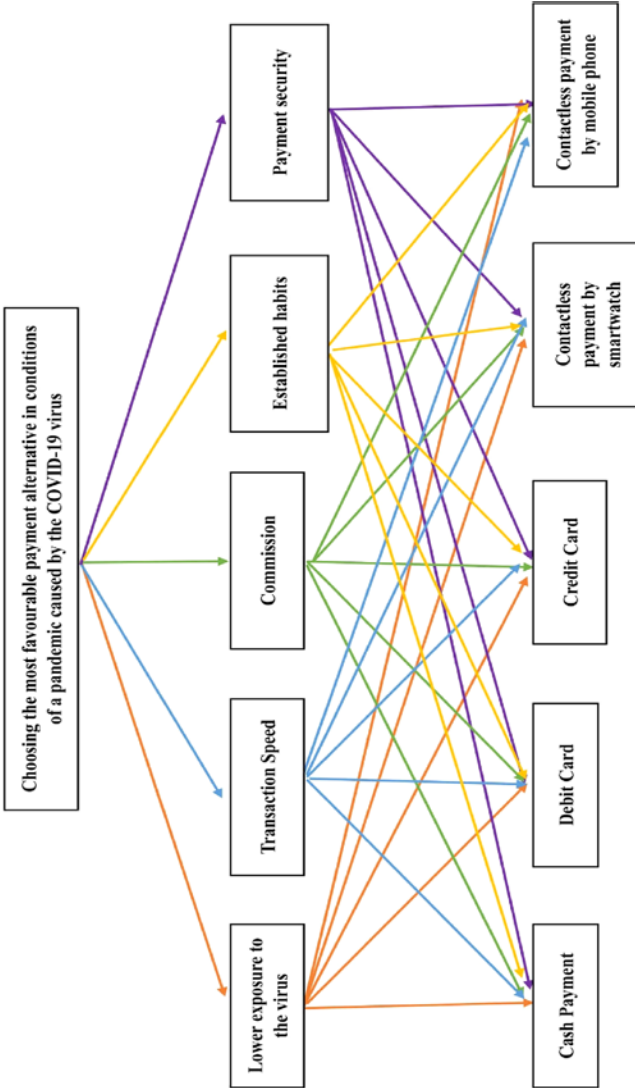 Choosing the most favourable payment alternative in conditions
of a pandemic caused by the COVID-19 virus
Lower exposure to
the virus
Transaction Speed
Commission
Established habits
Payment security
Cash Payment
Debit Card
Credit Card
Contactless
payment by
smartwatch
Contactless payment
by mobile phone